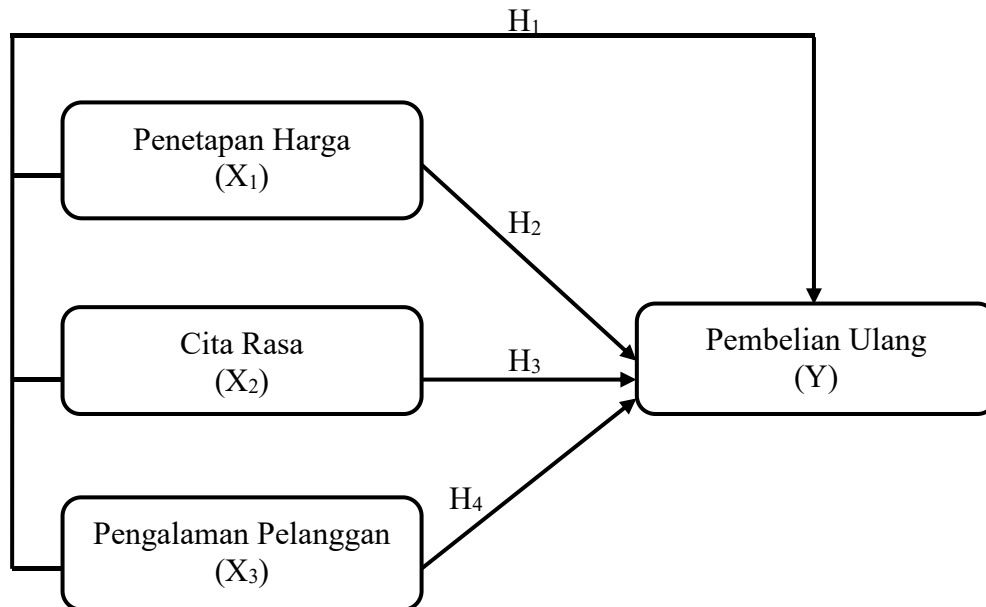 H₁
Penetapan Harga
(X₁)
H₂
Cita Rasa
(X₂)
H₃
Pembelian Ulang
(Y)
H₄
Pengalaman Pelanggan
(X₃)